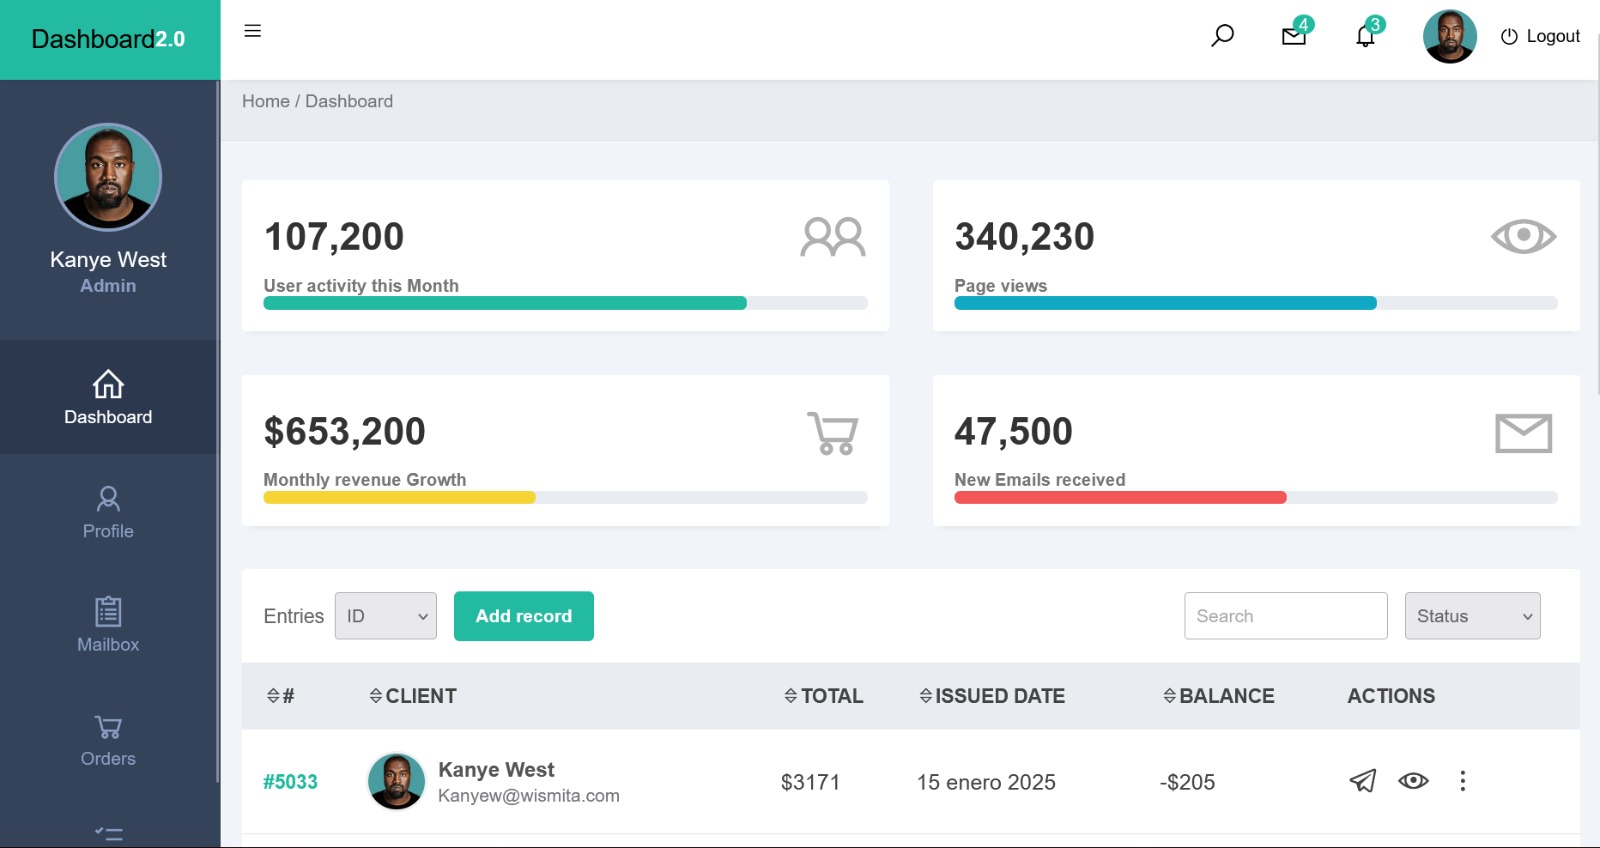 Dashboard2.0
4
3
Logout
Home / Dashboard
Kanye West
Admin
Dashboard
Profile
Mailbox
Orders
107,200
User activity this Month
340,230
Page views
$653,200
Monthly revenue Growth
47,500
New Emails received
Entries ID Add record Search Status
# CLIENT TOTAL ISSUED DATE BALANCE ACTIONS
#5033 Kanye West $3171 15 enero 2025 -$205
Kanyew@wismita.com